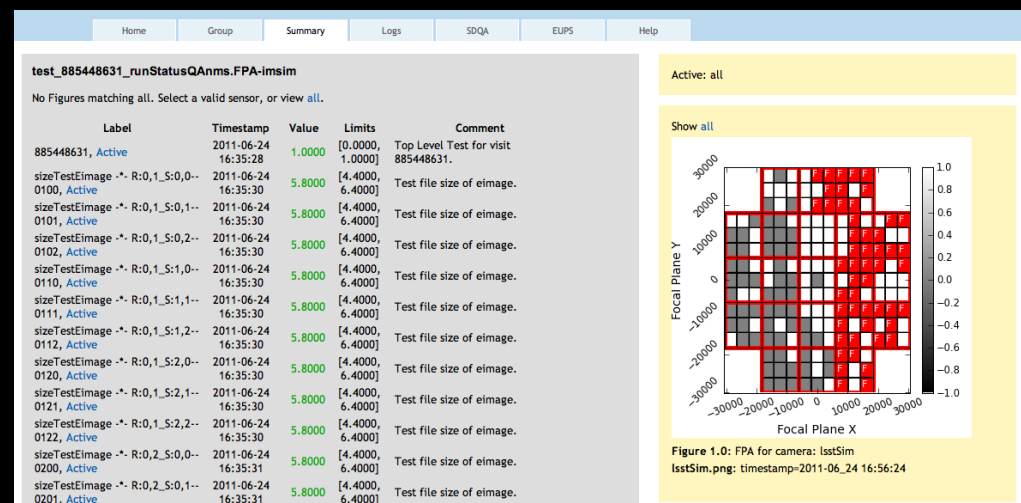 Home Group Summary Logs SDQA EUPS Help
test_885448631_runStatusQAnms.FPA-imsim
No Figures matching all. Select a valid sensor, or view all.
Label Timestamp Value Limits Comment
885448631, Active 2011-06-24 16:35:28 1.0000 [0.0000, 1.0000] Top Level Test for visit 885448631.
sizeTestEimage -*- R:0,1_S:0,0--0100, Active 2011-06-24 16:35:30 5.8000 [4.4000, 6.4000] Test file size of eimage.
sizeTestEimage -*- R:0,1_S:0,1--0101, Active 2011-06-24 16:35:30 5.8000 [4.4000, 6.4000] Test file size of eimage.
sizeTestEimage -*- R:0,1_S:0,2--0102, Active 2011-06-24 16:35:30 5.8000 [4.4000, 6.4000] Test file size of eimage.
sizeTestEimage -*- R:0,1_S:1,0--0110, Active 2011-06-24 16:35:30 5.8000 [4.4000, 6.4000] Test file size of eimage.
sizeTestEimage -*- R:0,1_S:1,1--0111, Active 2011-06-24 16:35:30 5.8000 [4.4000, 6.4000] Test file size of eimage.
sizeTestEimage -*- R:0,1_S:1,2--0112, Active 2011-06-24 16:35:30 5.8000 [4.4000, 6.4000] Test file size of eimage.
sizeTestEimage -*- R:0,1_S:2,0--0120, Active 2011-06-24 16:35:30 5.8000 [4.4000, 6.4000] Test file size of eimage.
sizeTestEimage -*- R:0,1_S:2,1--0121, Active 2011-06-24 16:35:30 5.8000 [4.4000, 6.4000] Test file size of eimage.
sizeTestEimage -*- R:0,1_S:2,2--0122, Active 2011-06-24 16:35:30 5.8000 [4.4000, 6.4000] Test file size of eimage.
sizeTestEimage -*- R:0,2_S:0,0--0200, Active 2011-06-24 16:35:31 5.8000 [4.4000, 6.4000] Test file size of eimage.
sizeTestEimage -*- R:0,2_S:0,1--0201, Active 2011-06-24 16:35:31 5.8000 [4.4000, 6.4000] Test file size of eimage.
Active: all
Show all
Focal Plane Y
30000
20000
10000
0
−10000
−20000
−30000
−30000 −20000 −10000 0 10000 20000 30000
Focal Plane X
1.0
0.8
0.6
0.4
0.2
0.0
−0.2
−0.4
−0.6
−0.8
−1.0
Figure 1.0: FPA for camera: lsstSim
lsstSim.png: timestamp=2011-06_24 16:56:24